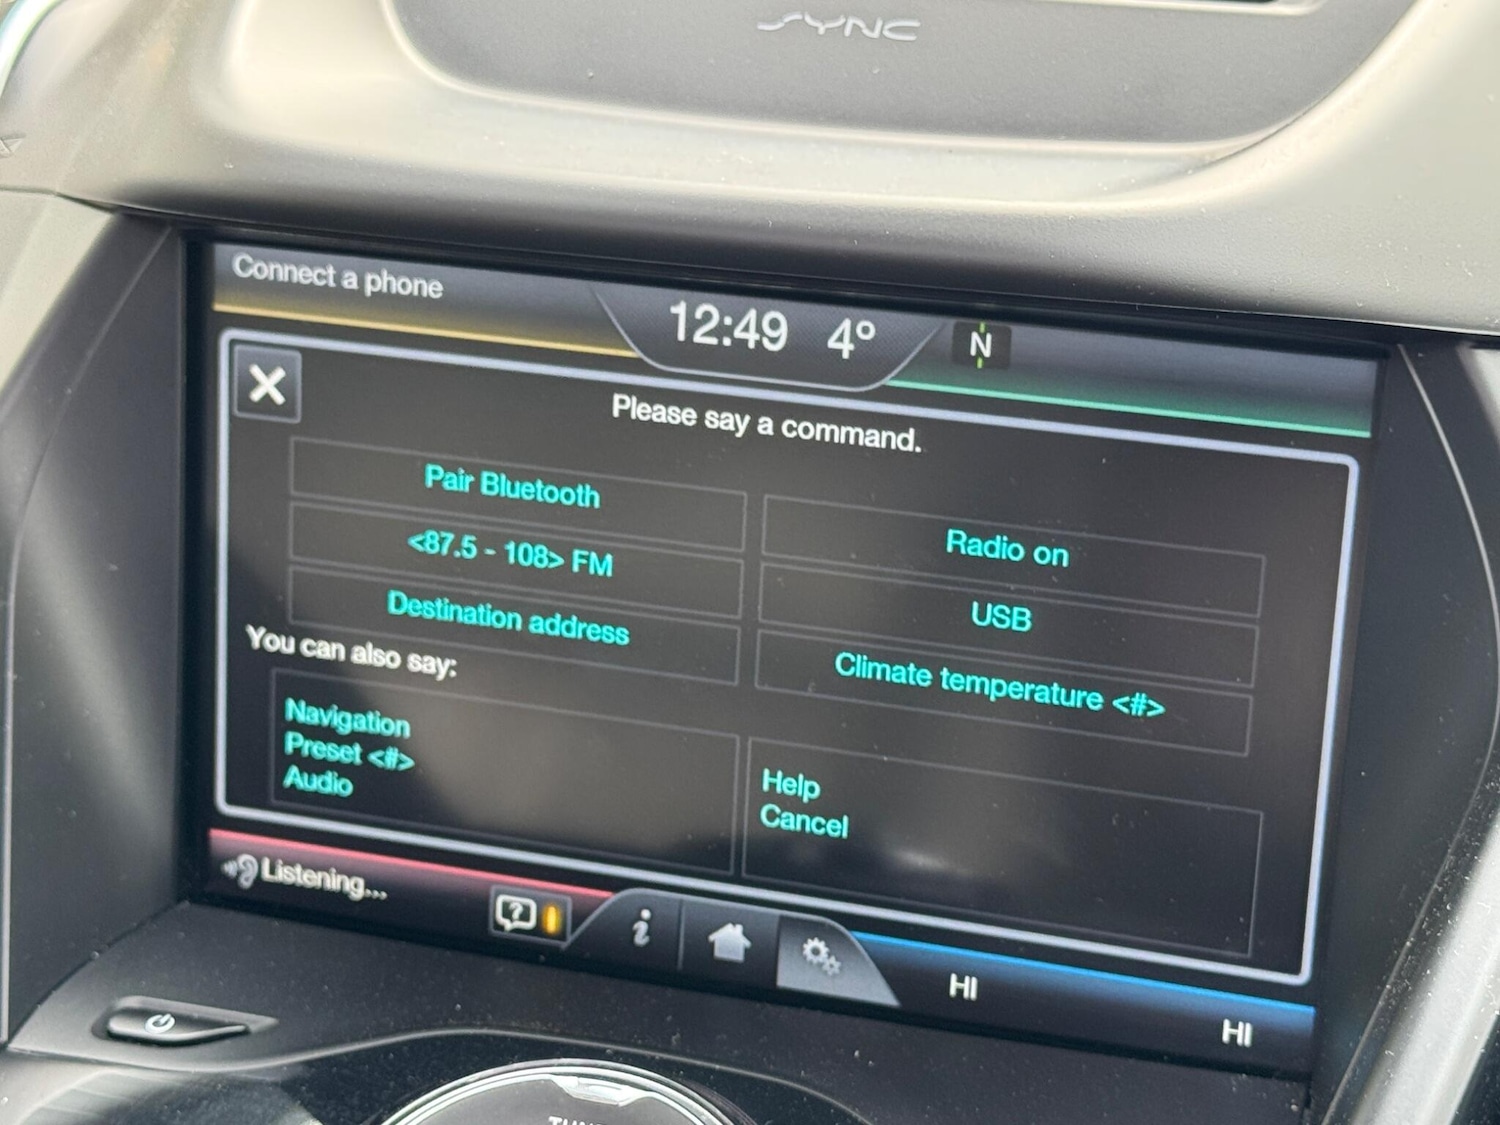 SYNC
Connect a phone
12:49 4° N
Please say a command.
Pair Bluetooth
Radio on
<87.5 - 108> FM
USB
Destination address
Climate temperature <#>
You can also say:
Navigation
Preset <#>
Audio
Help
Cancel
Listening...
?
i
HI
HI